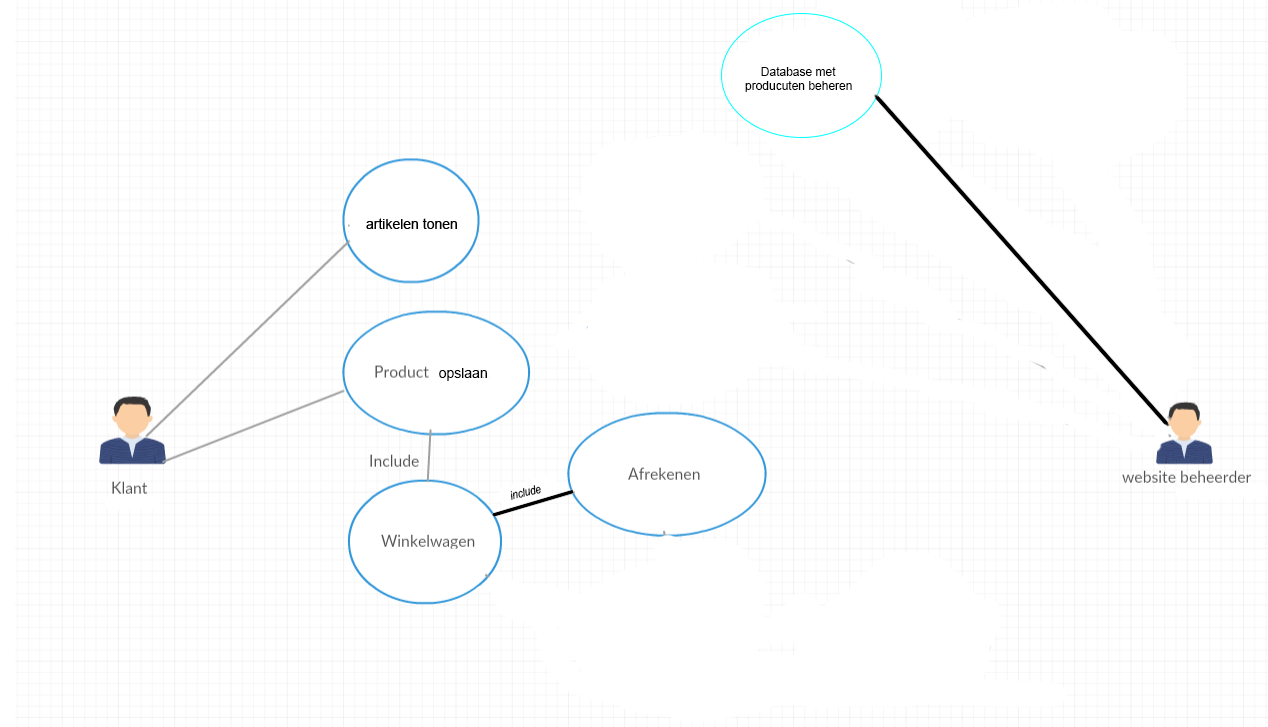 Database met
producuten beheren
artikelen tonen
Product opslaan
Include
include
Afrekenen
Klant
website beheerder
Winkelwagen